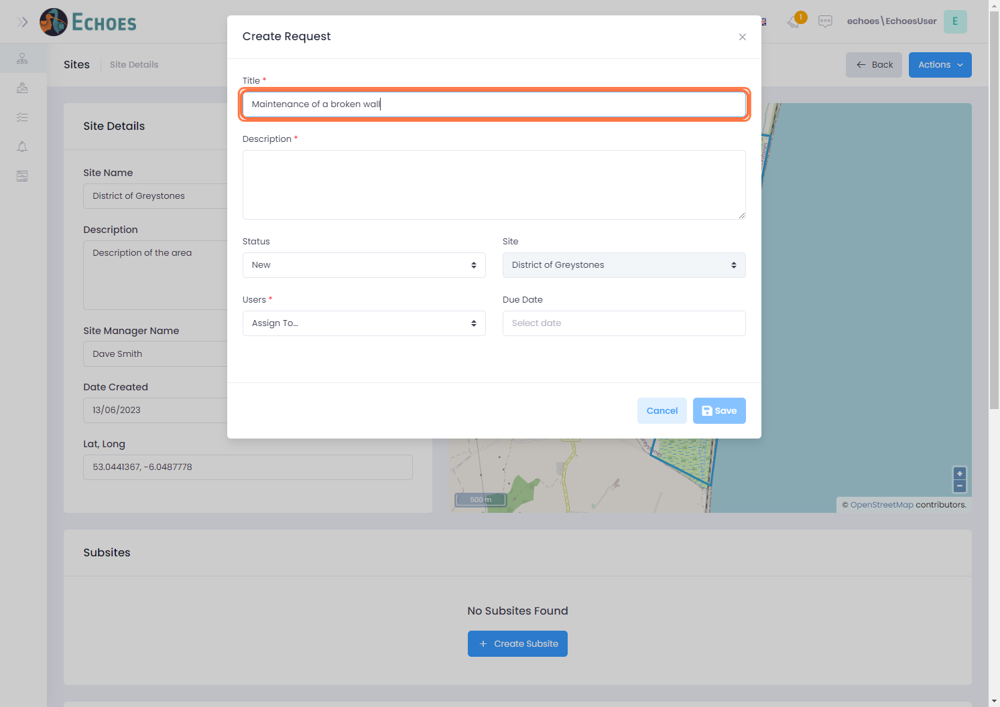 ECHOES
1
echoes\EchoesUser
E
Sites
Site Details
Back
Actions
Create Request
Title *
Maintenance of a broken wall
Description *
Status
Site
New
District of Greystones
Users *
Due Date
Assign To...
Select date
Cancel
Save
Site Details
Site Name
District of Greystones
Description
Description of the area
Site Manager Name
Dave Smith
Date Created
13/06/2023
Lat, Long
53.0441367, -6.0487778
500 m
+
−
© OpenStreetMap contributors.
Subsites
No Subsites Found
+ Create Subsite